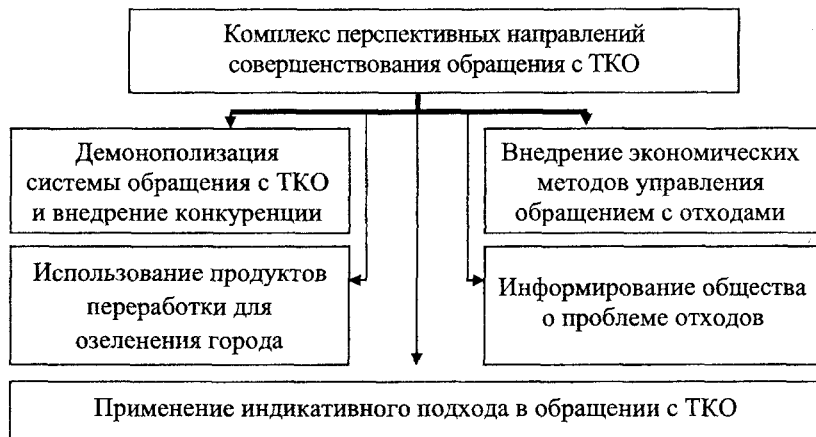 Комплекс перспективных направлений
совершенствования обращения с ТКО
Демонополизация
системы обращения с ТКО
и внедрение конкуренции
Внедрение экономических
методов управления
обращением с отходами
Использование продуктов
переработки для
озеленения города
Информирование общества
о проблеме отходов
Применение индикативного подхода в обращении с ТКО